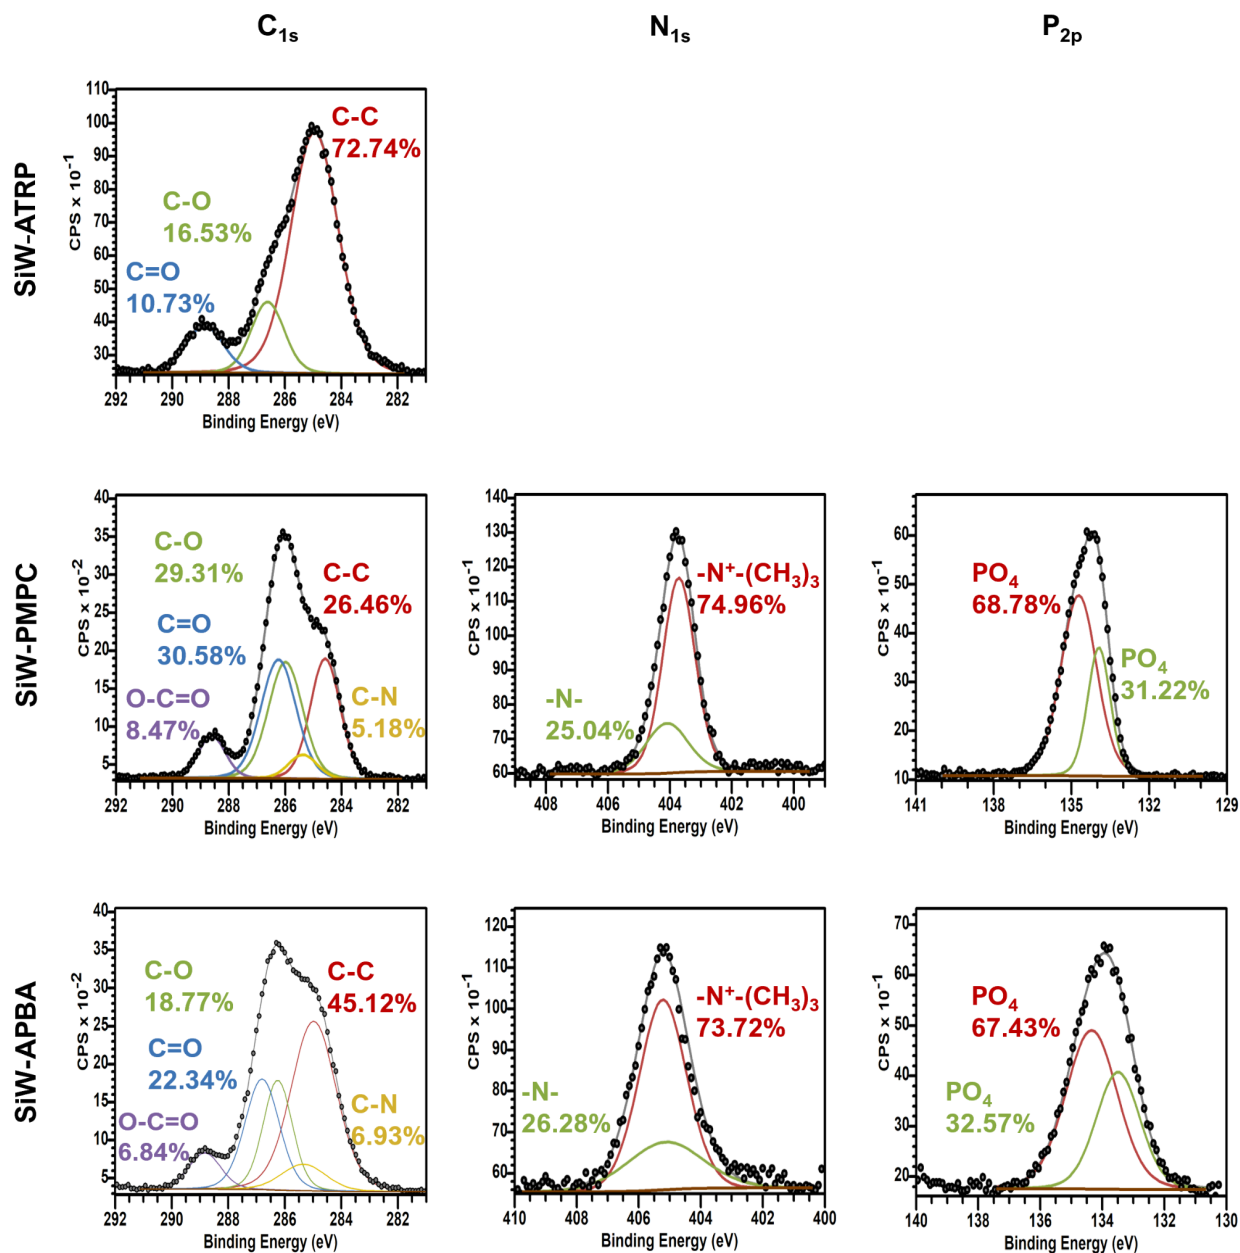 C1s
N1s
P2p
SiW-ATRP
CPS x 10⁻¹
110
100
90
80
70
60
50
40
30
C-C
72.74%
C-O
16.53%
C=O
10.73%
292 290 288 286 284 282
Binding Energy (eV)
SiW-PMPC
CPS x 10⁻²
40
35
30
25
20
15
10
5
C-O
29.31%
C-C
26.46%
C=O
30.58%
O-C=O
8.47%
C-N
5.18%
292 290 288 286 284 282
Binding Energy (eV)
CPS x 10⁻¹
140
130
120
110
100
90
80
70
60
-N⁺-(CH₃)₃
74.96%
-N-
25.04%
408 406 404 402 400
Binding Energy (eV)
CPS x 10⁻¹
60
50
40
30
20
10
PO₄
68.78%
PO₄
31.22%
141 138 135 132 129
Binding Energy (eV)
SiW-APBA
CPS x 10⁻²
40
35
30
25
20
15
10
5
C-O
18.77%
C-C
45.12%
C=O
22.34%
O-C=O
6.84%
C-N
6.93%
292 290 288 286 284 282
Binding Energy (eV)
CPS x 10⁻¹
120
110
100
90
80
70
60
-N⁺-(CH₃)₃
73.72%
-N-
26.28%
410 408 406 404 402 400
Binding Energy (eV)
CPS x 10⁻¹
70
60
50
40
30
20
PO₄
67.43%
PO₄
32.57%
140 138 136 134 132 130
Binding Energy (eV)